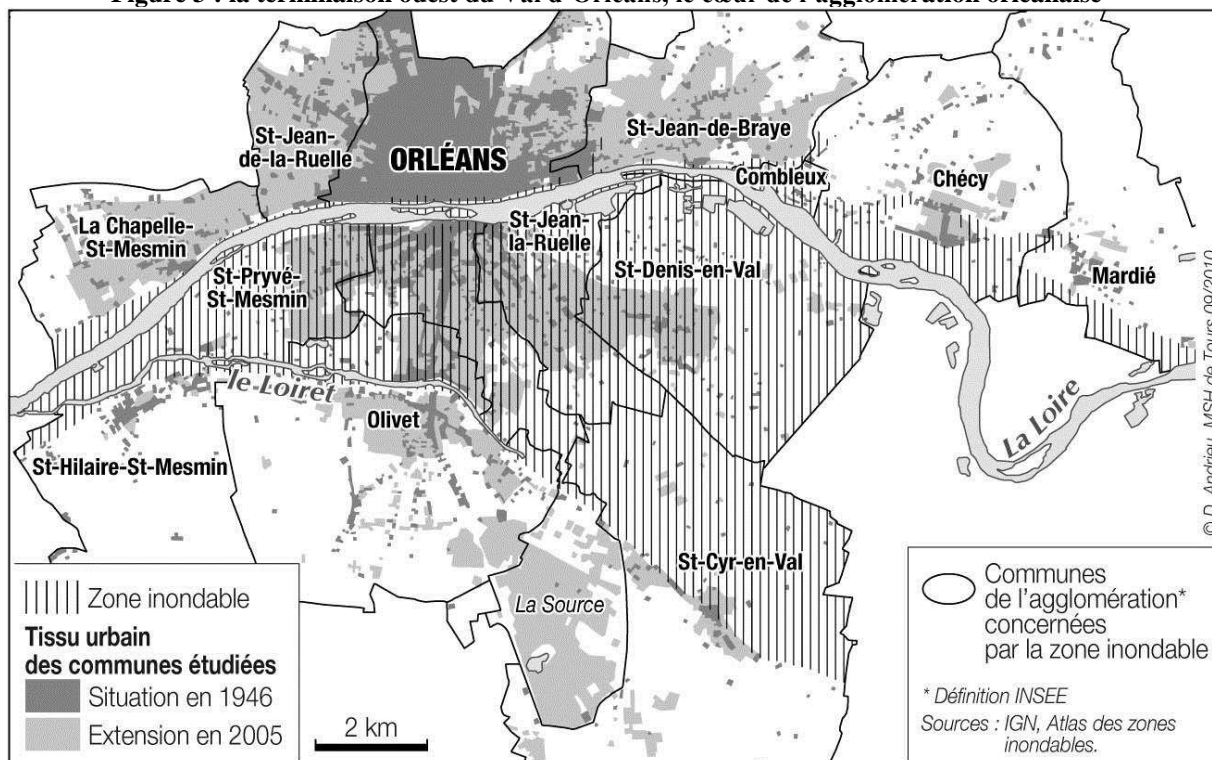 Figure 3 : la terminaison ouest du Val d'Orléans, le cœur de l'agglomération orléanaise
St-Jean-
de-la-Ruelle
ORLÉANS
St-Jean-de-Braye
Combleux
Chécy
La Chapelle-
St-Mesmin
St-Jean-
la-Ruelle
St-Pryvé-
St-Mesmin
St-Denis-en-Val
Mardié
le Loiret
Olivet
La Loire
St-Hilaire-St-Mesmin
St-Cyr-en-Val
La Source
© D. Andrieu, MSH de Tours 09/2010
Zone inondable
Tissu urbain
des communes étudiées
Situation en 1946
Extension en 2005
2 km
Communes
de l'agglomération*
concernées
par la zone inondable
* Définition INSEE
Sources : IGN, Atlas des zones
inondables.